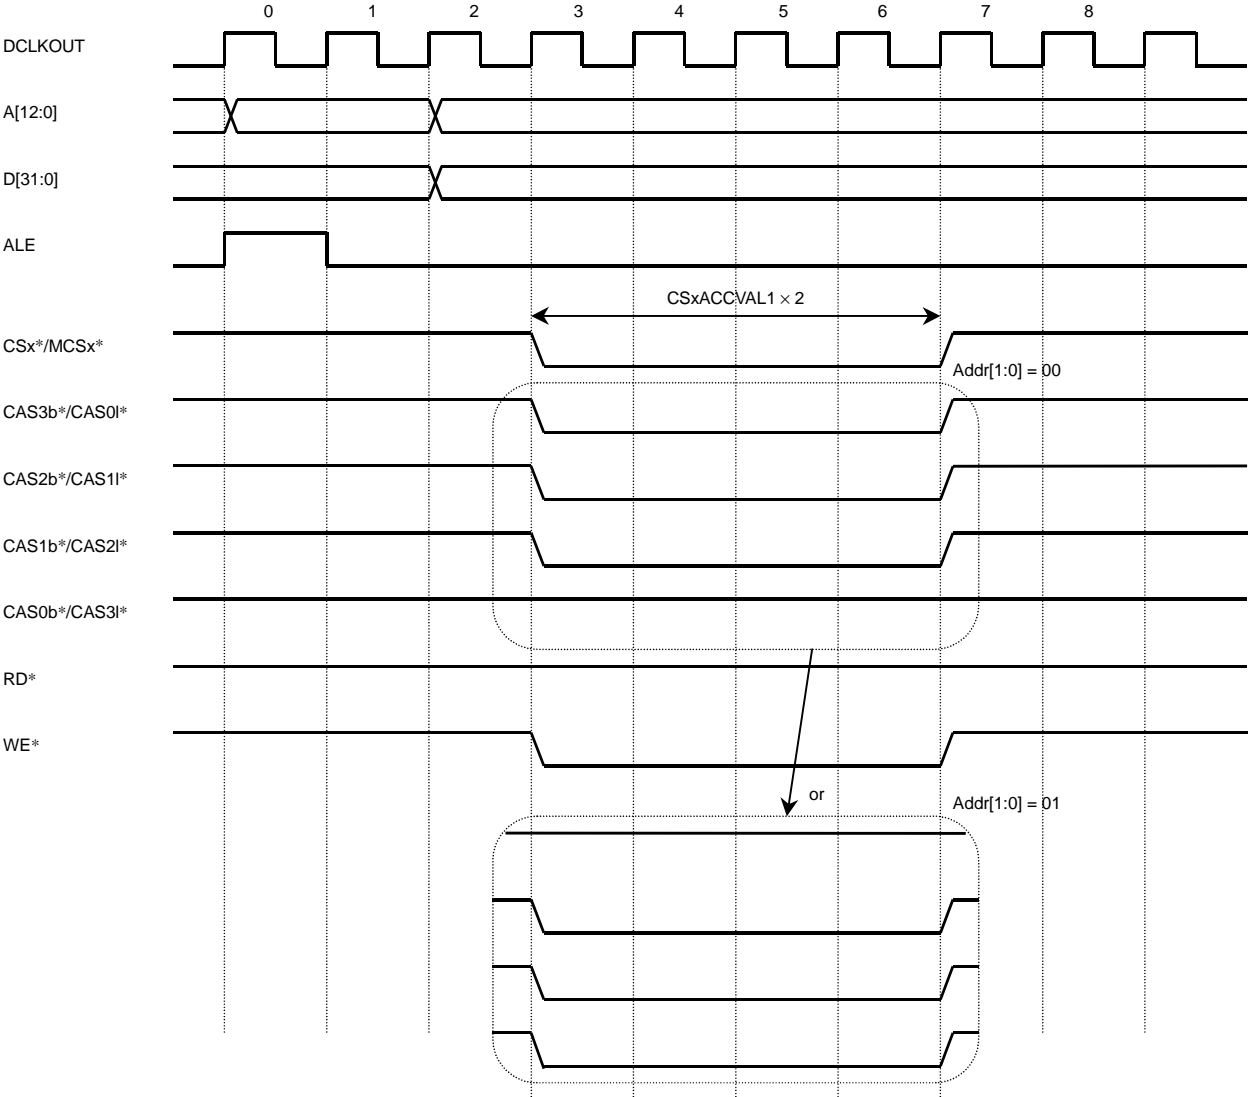 0 1 2 3 4 5 6 7 8
DCLKOUT
A[12:0]
D[31:0]
ALE
CSxACCVAL1 × 2
CSx*/MCSx*
Addr[1:0] = 00
CAS3b*/CAS0l*
CAS2b*/CAS1l*
CAS1b*/CAS2l*
CAS0b*/CAS3l*
RD*
WE*
or
Addr[1:0] = 01